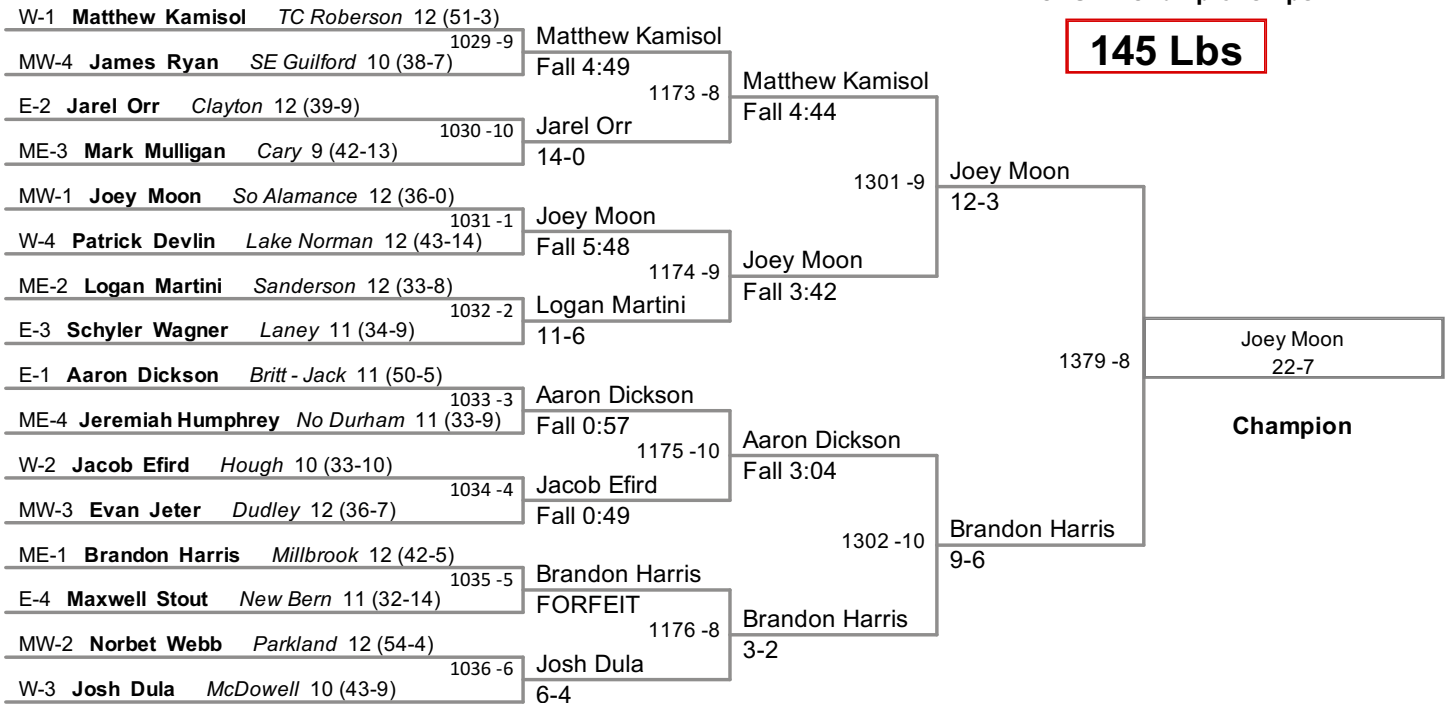 145 Lbs
W-1 Matthew Kamisol TC Roberson 12 (51-3)
1029 -9
MW-4 James Ryan SE Guilford 10 (38-7)
E-2 Jarel Orr Clayton 12 (39-9)
1030 -10
ME-3 Mark Mulligan Cary 9 (42-13)
MW-1 Joey Moon So Alamance 12 (36-0)
1031 -1
W-4 Patrick Devlin Lake Norman 12 (43-14)
ME-2 Logan Martini Sanderson 12 (33-8)
1032 -2
E-3 Schyler Wagner Laney 11 (34-9)
E-1 Aaron Dickson Britt - Jack 11 (50-5)
1033 -3
ME-4 Jeremiah Humphrey No Durham 11 (33-9)
W-2 Jacob Efird Hough 10 (33-10)
1034 -4
MW-3 Evan Jeter Dudley 12 (36-7)
ME-1 Brandon Harris Millbrook 12 (42-5)
1035 -5
E-4 Maxwell Stout New Bern 11 (32-14)
MW-2 Norbet Webb Parkland 12 (54-4)
1036 -6
W-3 Josh Dula McDowell 10 (43-9)
Matthew Kamisol
Fall 4:49
1173 -8
Jarel Orr
14-0
Joey Moon
Fall 5:48
1174 -9
Logan Martini
11-6
Aaron Dickson
Fall 0:57
1175 -10
Jacob Efird
Fall 0:49
Brandon Harris
FORFEIT
1176 -8
Josh Dula
6-4
Matthew Kamisol
Fall 4:44
1301 -9
Joey Moon
Fall 3:42
Aaron Dickson
Fall 3:04
1302 -10
Brandon Harris
3-2
Joey Moon
12-3
1379 -8
Brandon Harris
9-6
Joey Moon
22-7
Champion